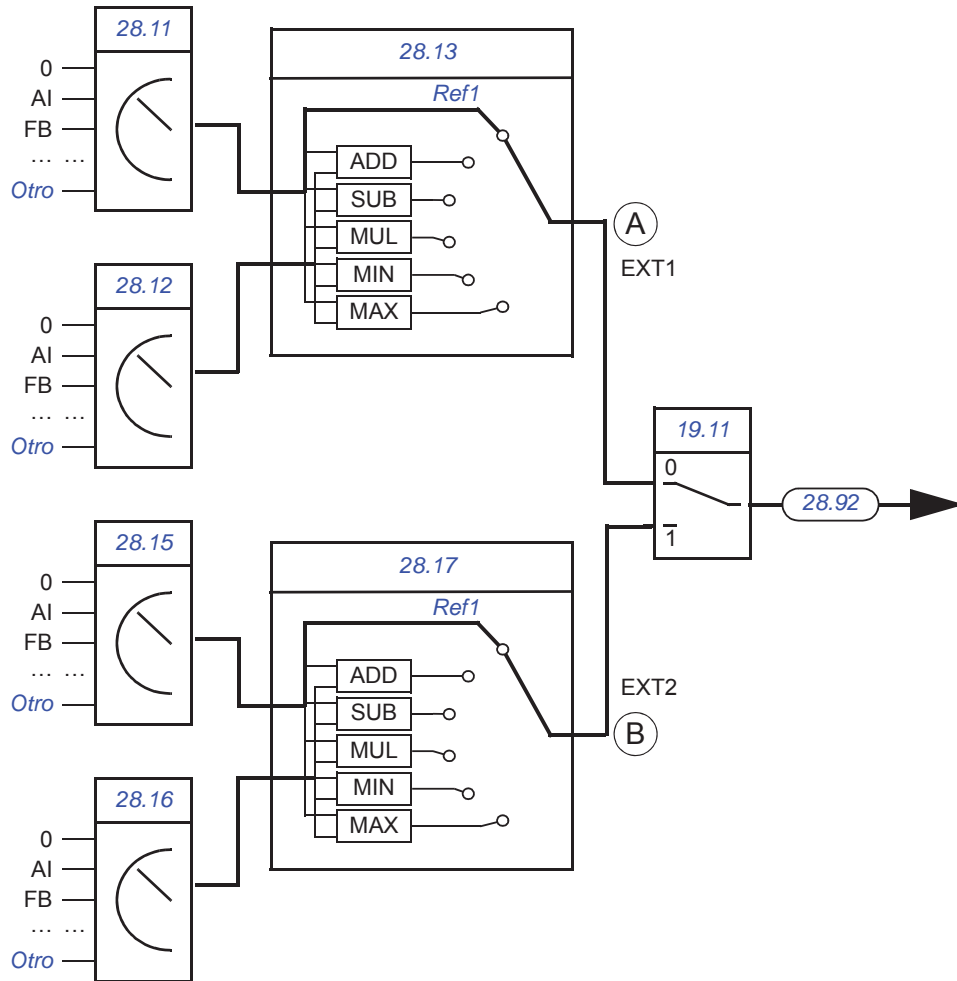 28.11
0
AI
FB
... ...
Otro
28.13
Ref1
ADD
SUB
MUL
MIN
MAX
A
EXT1
28.12
0
AI
FB
... ...
Otro
19.11
0
1
28.92
28.15
0
AI
FB
... ...
Otro
28.17
Ref1
ADD
SUB
MUL
MIN
MAX
EXT2
B
28.16
0
AI
FB
... ...
Otro